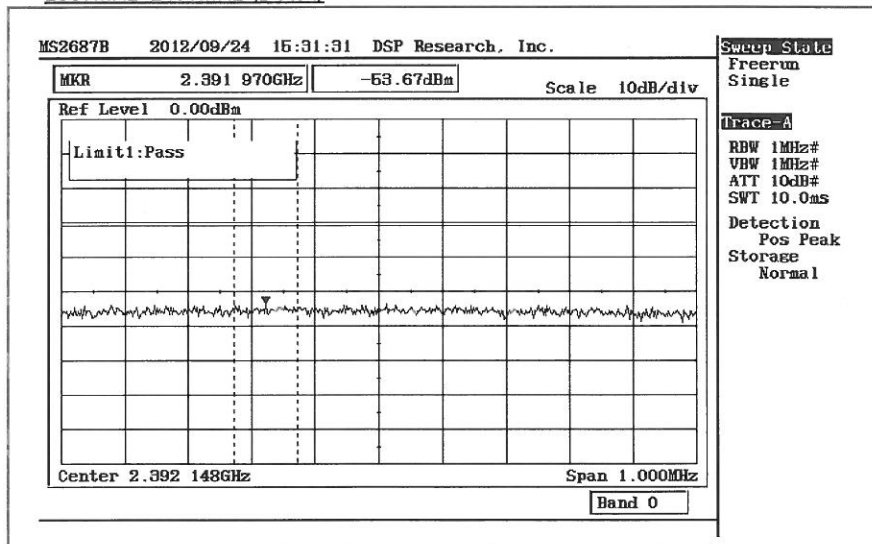 MS2687B 2012/09/24 15:31:31 DSP Research, Inc.
MKR 2.391 970GHz -53.67dBm
Scale 10dB/div
Ref Level 0.00dBm
Limit1:Pass
Center 2.392 148GHz Span 1.000MHz
Band 0
Sweep State
Freerun
Single
Trace-A
RBW 1MHz#
VBW 1MHz#
ATT 10dB#
SWT 10.0ms
Detection
Pos Peak
Storage
Normal